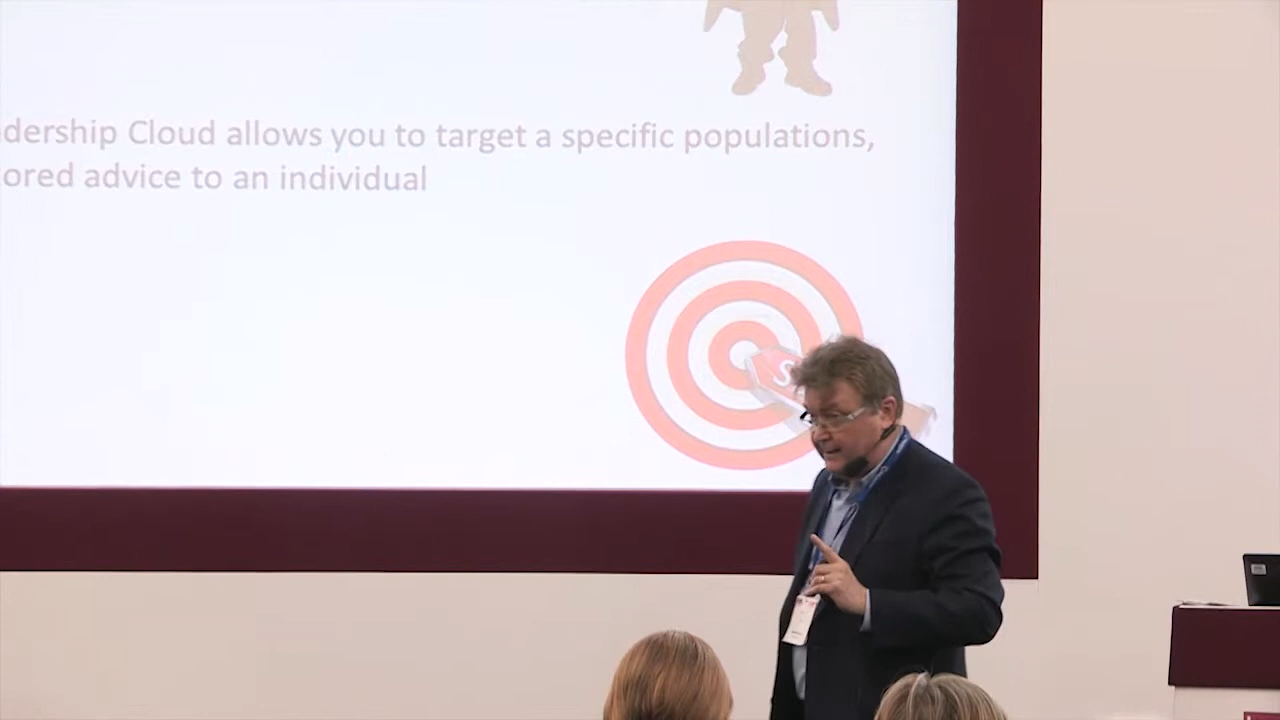 dership Cloud allows you to target a specific populations,
ored advice to an individual
S